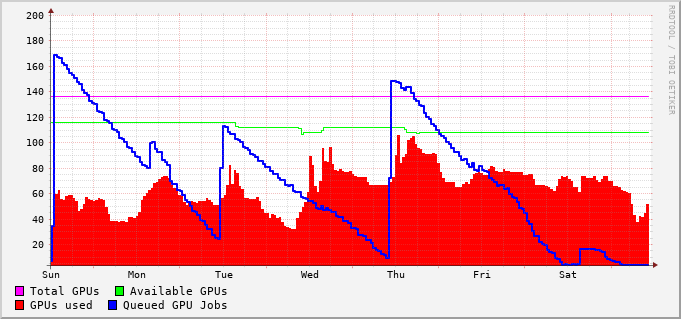 200
180
160
140
120
100
80
60
40
20
Sun Mon Tue Wed Thu Fri Sat
Total GPUs Available GPUs
GPUs used Queued GPU Jobs
RRDTOOL / TOBI OETIKER